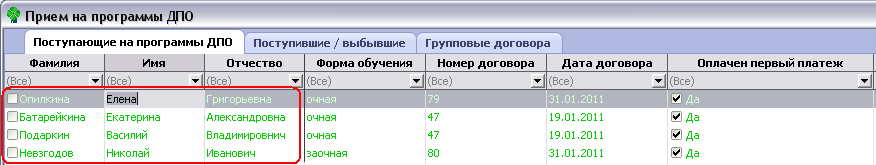 Прием на программы ДПО
Поступающие на программы ДПО Поступившие / выбывшие Групповые договора
Фамилия Имя Отчество Форма обучения Номер договора Дата договора Оплачен первый платеж
(Все) (Все) (Все) (Все) (Все) (Все) (Все)
Опилкина Елена Григорьевна очная 79 31.01.2011 Да
Батарейкина Екатерина Александровна очная 47 19.01.2011 Да
Подаркин Василий Владимирович очная 47 19.01.2011 Да
Невзгодов Николай Иванович заочная 80 31.01.2011 Да